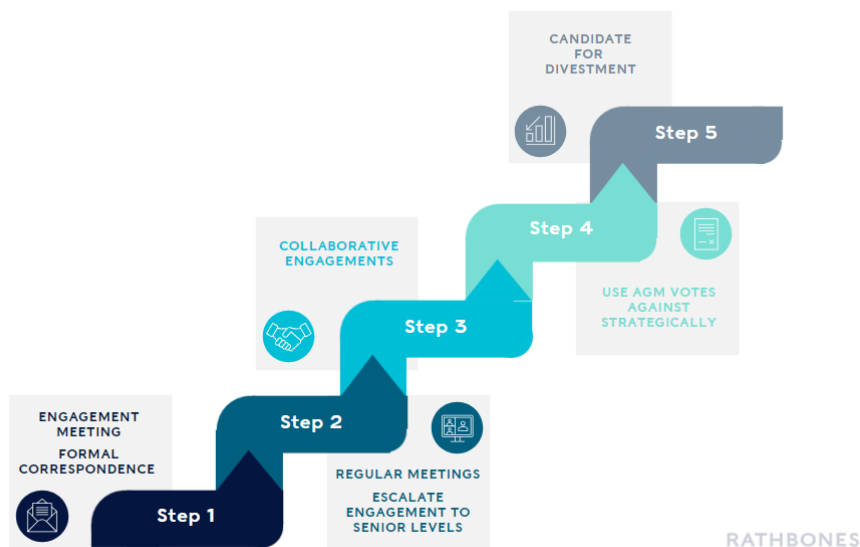 CANDIDATE
FOR
DIVESTMENT
Step 5
Step 4
USE AGM VOTES
AGAINST
STRATEGICALLY
COLLABORATIVE
ENGAGEMENTS
Step 3
Step 2
REGULAR MEETINGS
ESCALATE
ENGAGEMENT TO
SENIOR LEVELS
ENGAGEMENT
MEETING
FORMAL
CORRESPONDENCE
Step 1
RATHBONES